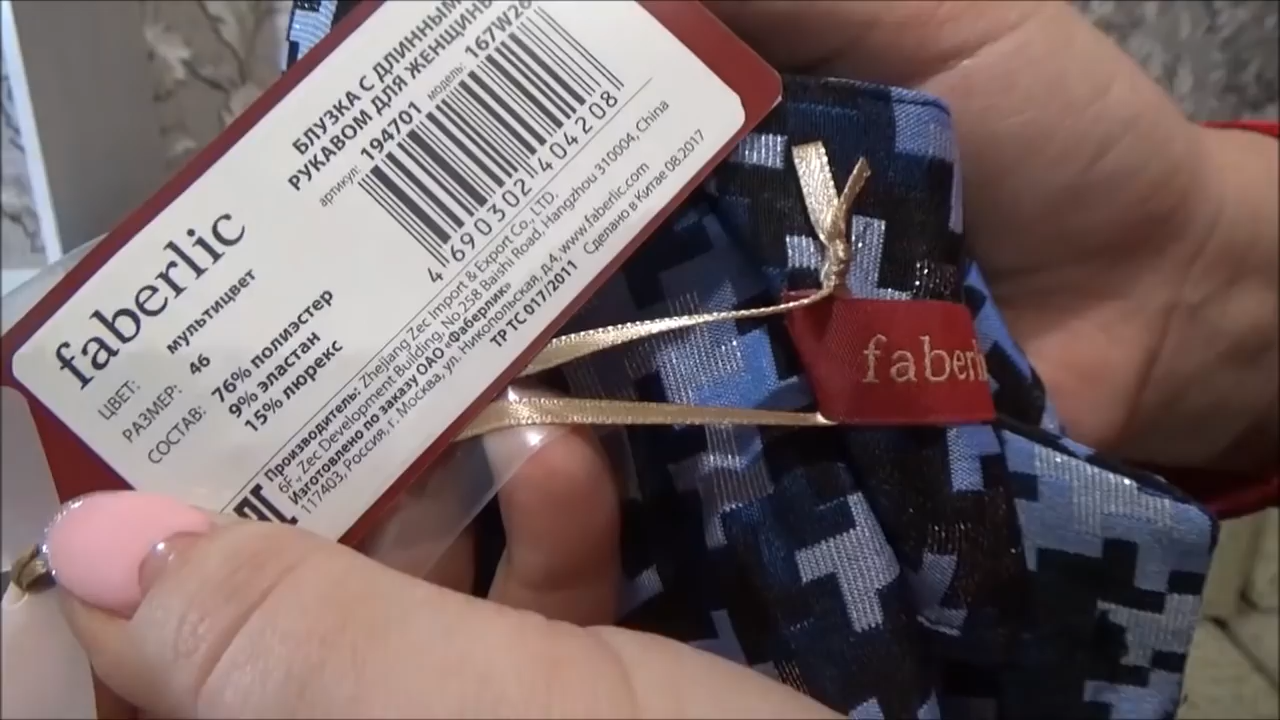 faberlic
БЛУЗКА С ДЛИННЫМ
РУКАВОМ ДЛЯ ЖЕНЩИН
артикул: 194701 модель:
4 690302 404208
ЦВЕТ: мультицвет
РАЗМЕР: 46
СОСТАВ: 76% полиэстер
9% эластан
15% люрекс
Производитель: Zhejiang Zec Import & Export Co., LTD.
6F., Zec Development Building, No.258 Baishi Road, Hangzhou 310004, China
Изготовлено по заказу ОАО «Фаберлик»
117403, Россия, г. Москва, ул. Никопольская, д.4, www.faberlic.com
ТР ТС 017/2011 Сделано в Китае 08.2017
faberl